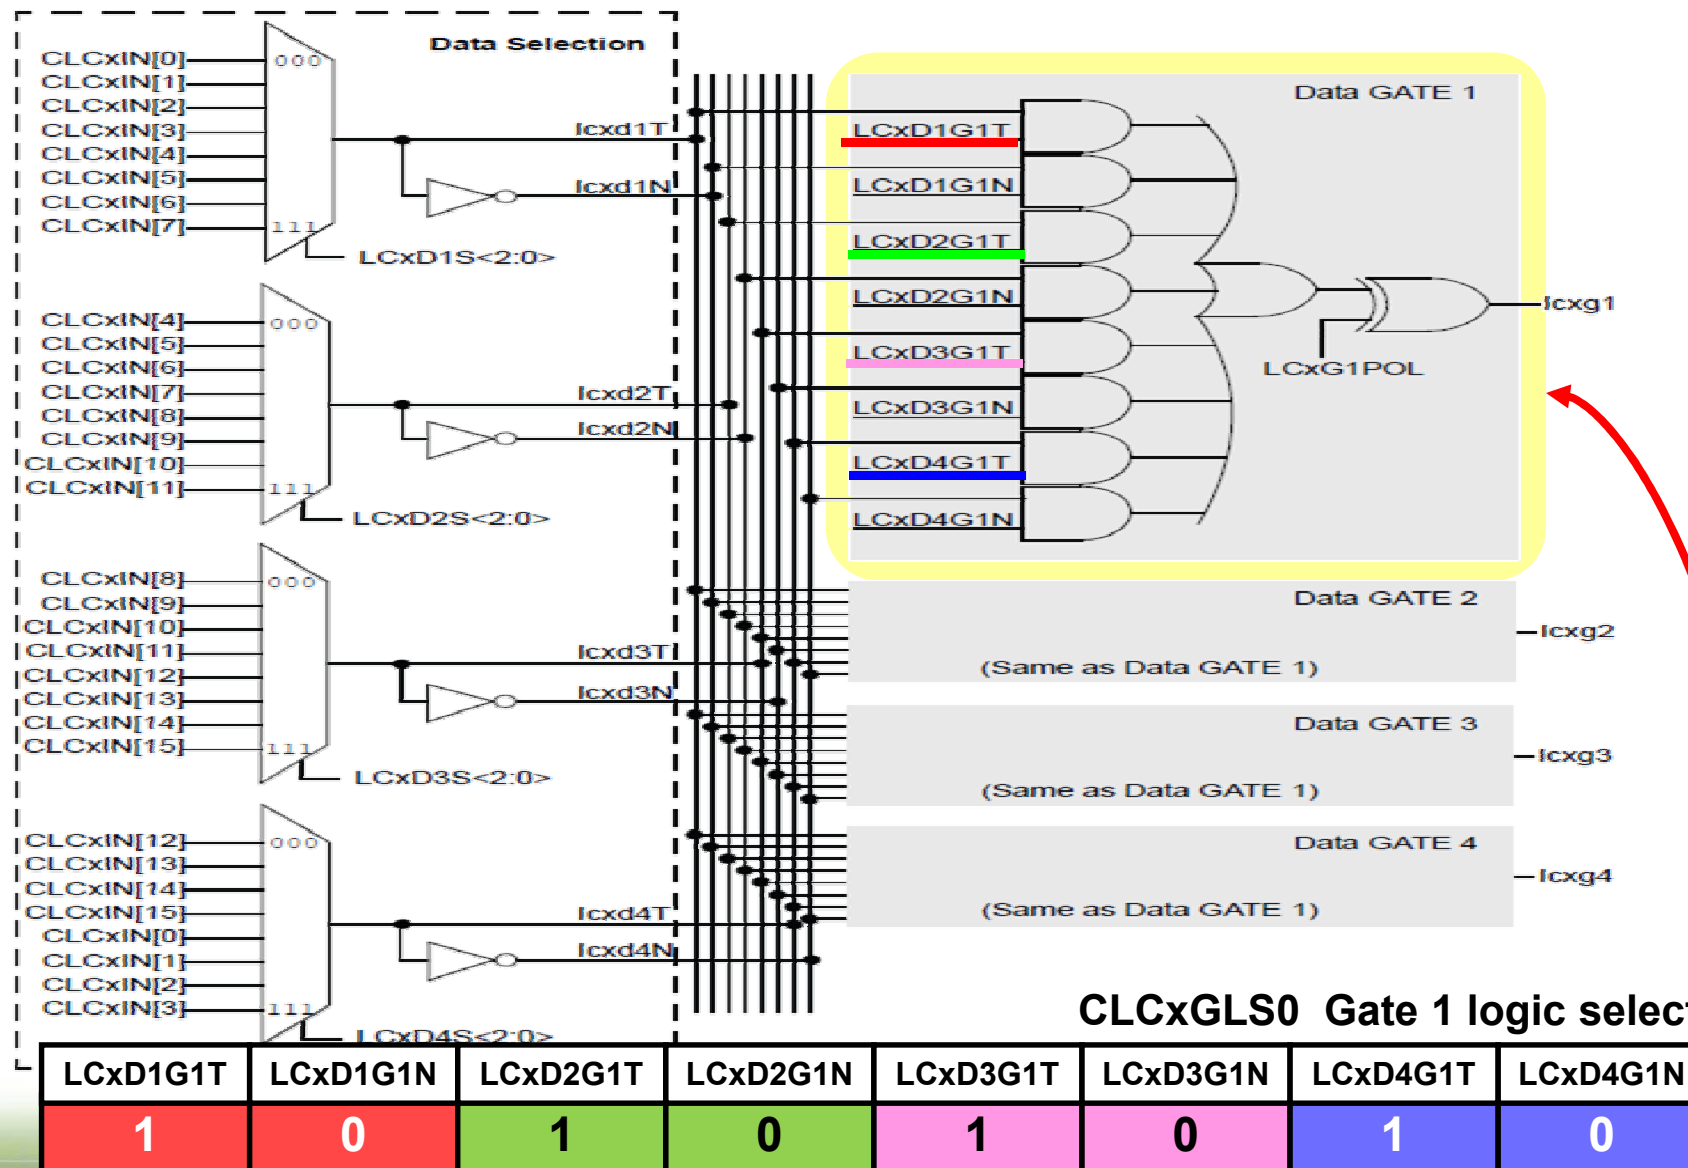 Data Selection
CLCxIN[0]
CLCxIN[1]
CLCxIN[2]
CLCxIN[3]
CLCxIN[4]
CLCxIN[5]
CLCxIN[6]
CLCxIN[7]
000
111
LCxD1S<2:0>
lcxd1T
lcxd1N
CLCxIN[4]
CLCxIN[5]
CLCxIN[6]
CLCxIN[7]
CLCxIN[8]
CLCxIN[9]
CLCxIN[10]
CLCxIN[11]
000
111
LCxD2S<2:0>
lcxd2T
lcxd2N
CLCxIN[8]
CLCxIN[9]
CLCxIN[10]
CLCxIN[11]
CLCxIN[12]
CLCxIN[13]
CLCxIN[14]
CLCxIN[15]
000
111
LCxD3S<2:0>
lcxd3T
lcxd3N
CLCxIN[12]
CLCxIN[13]
CLCxIN[14]
CLCxIN[15]
CLCxIN[0]
CLCxIN[1]
CLCxIN[2]
CLCxIN[3]
000
111
LCxD4S<2:0>
lcxd4T
lcxd4N
Data GATE 1
LCxD1G1T
LCxD1G1N
LCxD2G1T
LCxD2G1N
LCxD3G1T
LCxD3G1N
LCxD4G1T
LCxD4G1N
LCxG1POL
lcxg1
Data GATE 2
(Same as Data GATE 1)
lcxg2
Data GATE 3
(Same as Data GATE 1)
lcxg3
Data GATE 4
(Same as Data GATE 1)
lcxg4
CLCxGLS0 Gate 1 logic select
LCxD1G1T LCxD1G1N LCxD2G1T LCxD2G1N LCxD3G1T LCxD3G1N LCxD4G1T LCxD4G1N
1 0 1 0 1 0 1 0